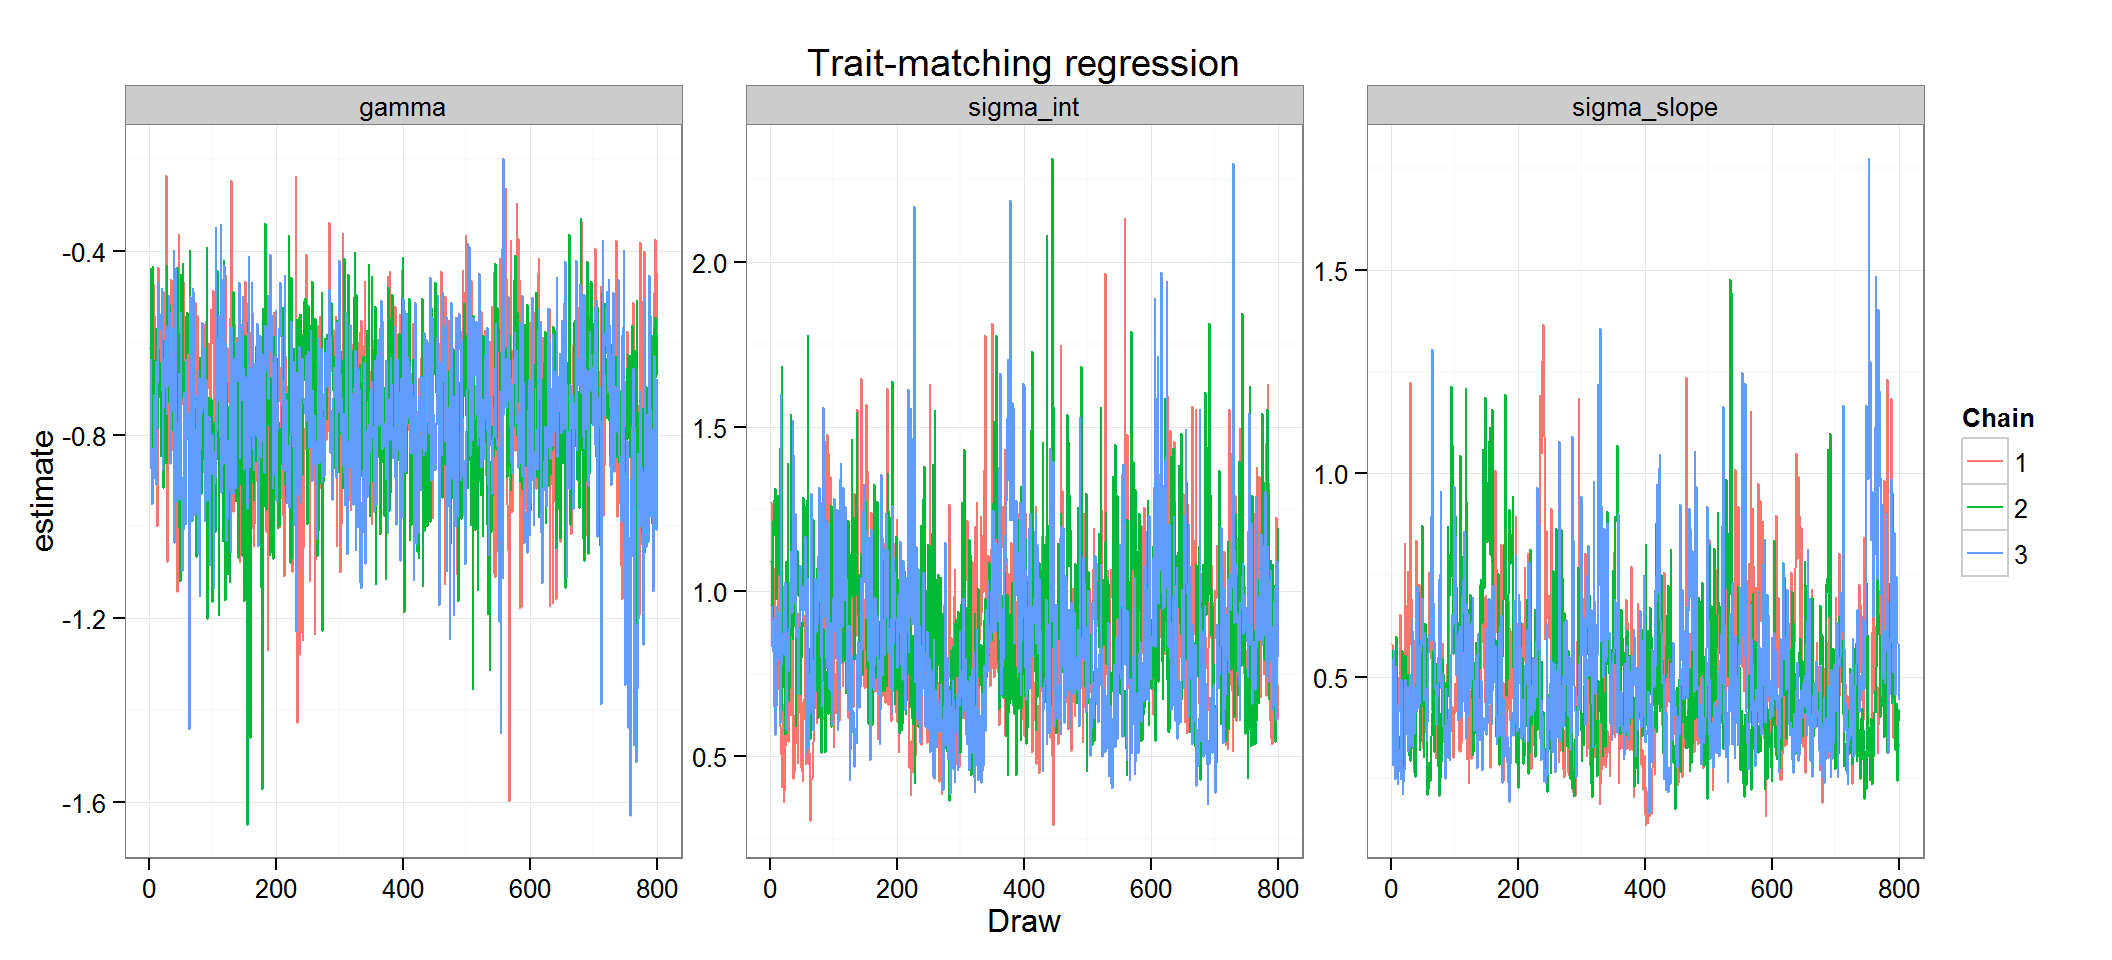 Trait-matching regression
gamma
sigma_int
sigma_slope
estimate
-0.4
-0.8
-1.2
-1.6
0 200 400 600 800
2.0
1.5
1.0
0.5
0 200 400 600 800
1.5
1.0
0.5
0 200 400 600 800
Draw
Chain
1
2
3